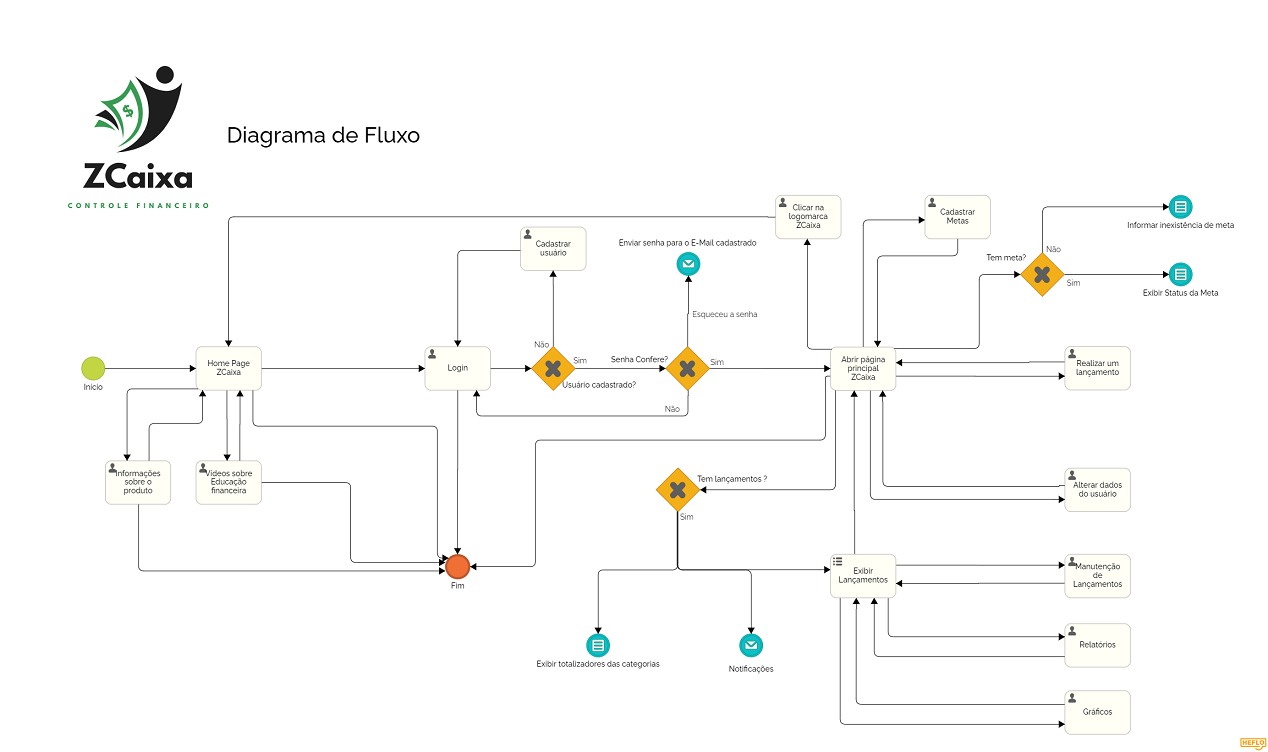 Diagrama de Fluxo
$
ZCaixa
CONTROLE FINANCEIRO
Clicar na
logomarca
ZCaixa
Cadastrar
Metas
Informar inexistência de meta
Não
Tem meta?
Sim
Exibir Status da Meta
Cadastrar
usuário
Enviar senha para o E-Mail cadastrado
Esqueceu a senha
Início
Home Page
ZCaixa
Login
Não
Sim
Usuário cadastrado?
Senha Confere?
Sim
Não
Abrir página
principal
ZCaixa
Realizar um
lançamento
Informações
sobre o
produto
Vídeos sobre
Educação
financeira
Tem lançamentos ?
Sim
Alterar dados
do usuário
Fim
Exibir
Lançamentos
Manutenção
de
Lançamentos
Relatórios
Exibir totalizadores das categorias
Notificações
Gráficos
HEFLO